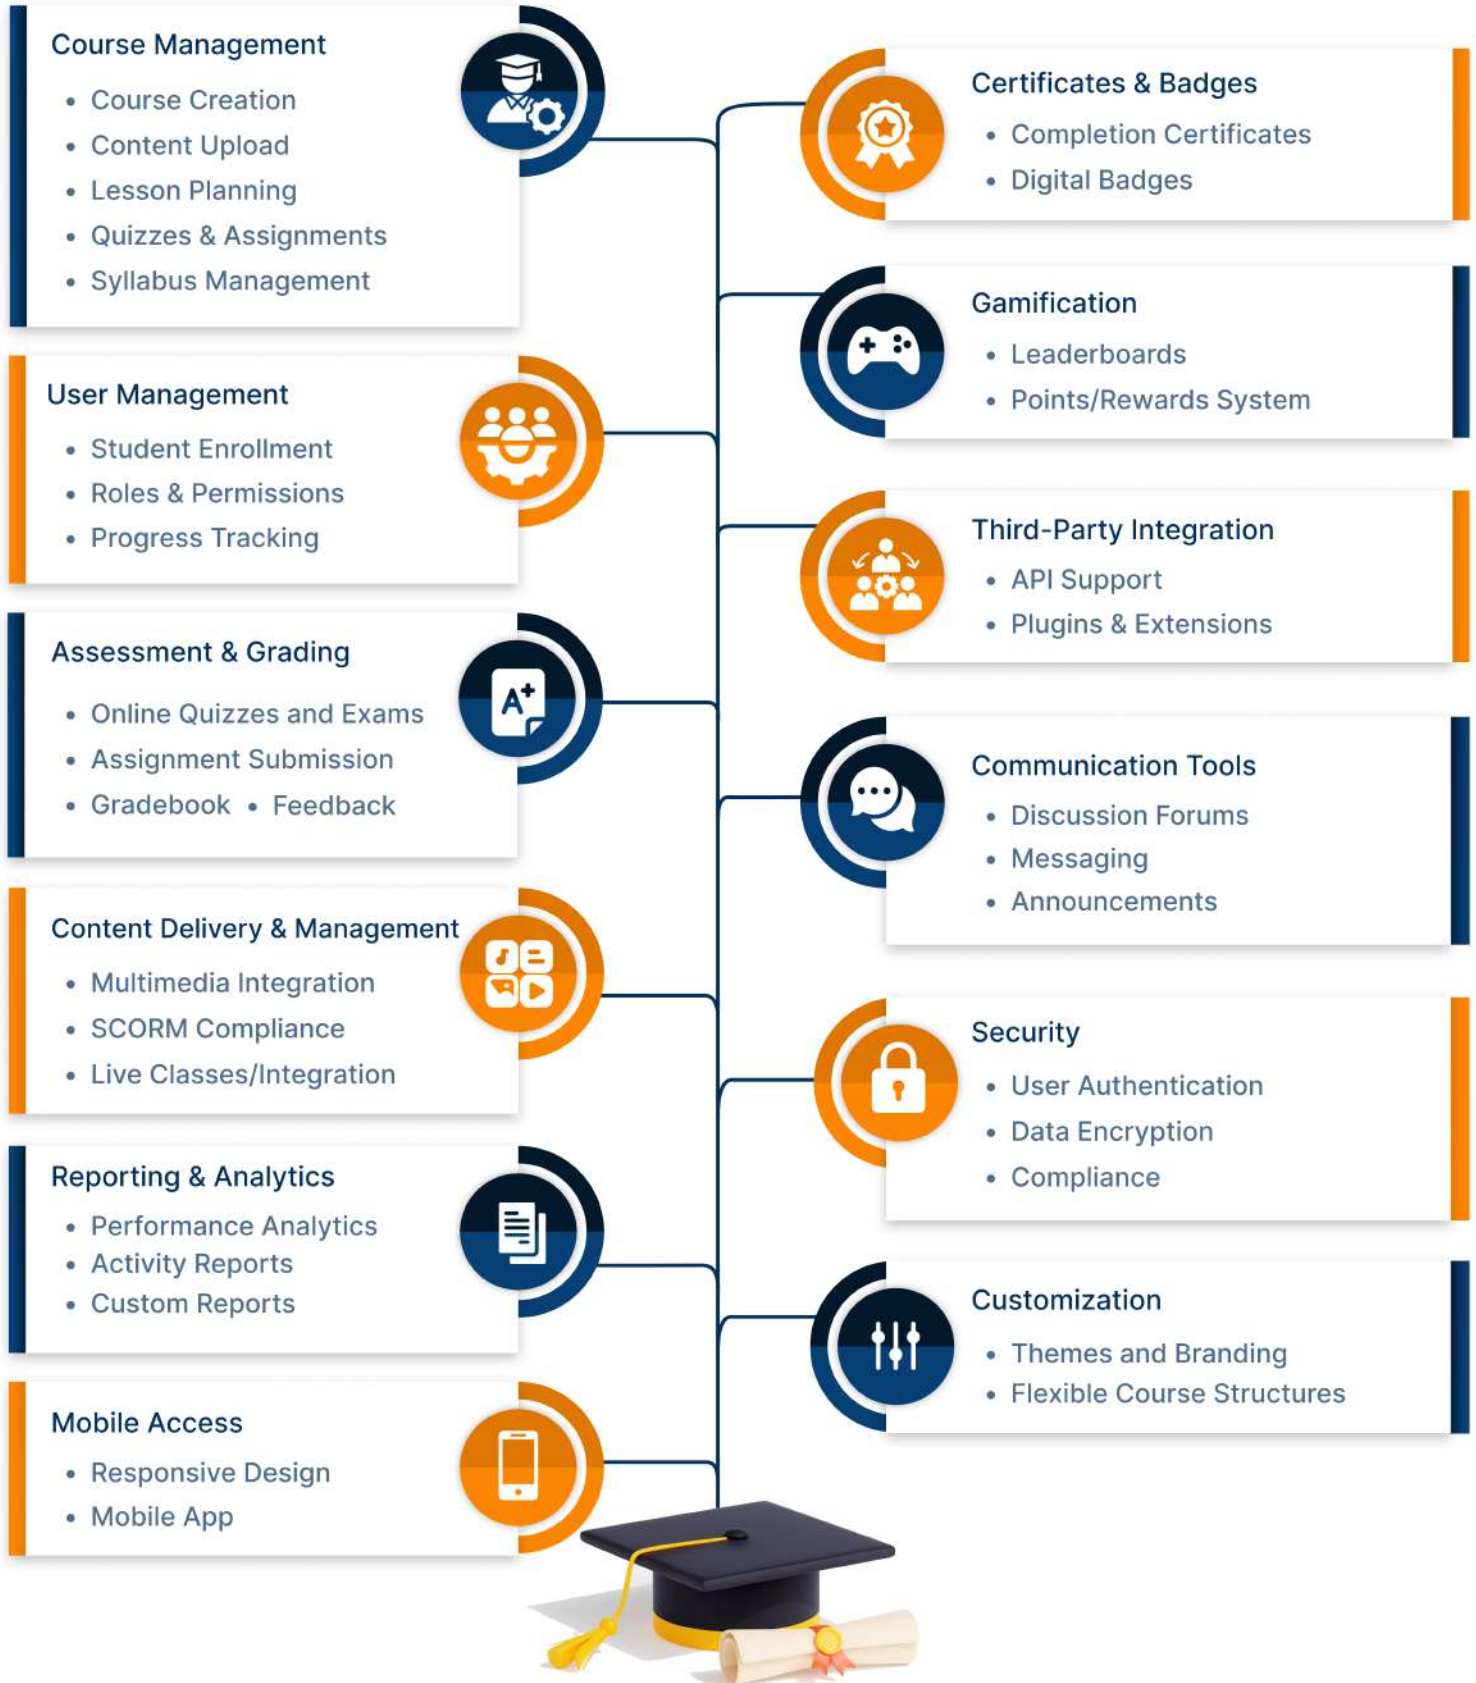 Course Management
Course Creation
Content Upload
Lesson Planning
Quizzes & Assignments
Syllabus Management
User Management
Student Enrollment
Roles & Permissions
Progress Tracking
Assessment & Grading
A+
Online Quizzes and Exams
Assignment Submission
Gradebook • Feedback
Content Delivery & Management
Multimedia Integration
SCORM Compliance
Live Classes/Integration
Reporting & Analytics
Performance Analytics
Activity Reports
Custom Reports
Mobile Access
Responsive Design
Mobile App
Certificates & Badges
Completion Certificates
Digital Badges
Gamification
Leaderboards
Points/Rewards System
Third-Party Integration
API Support
Plugins & Extensions
Communication Tools
Discussion Forums
Messaging
Announcements
Security
User Authentication
Data Encryption
Compliance
Customization
Themes and Branding
Flexible Course Structures